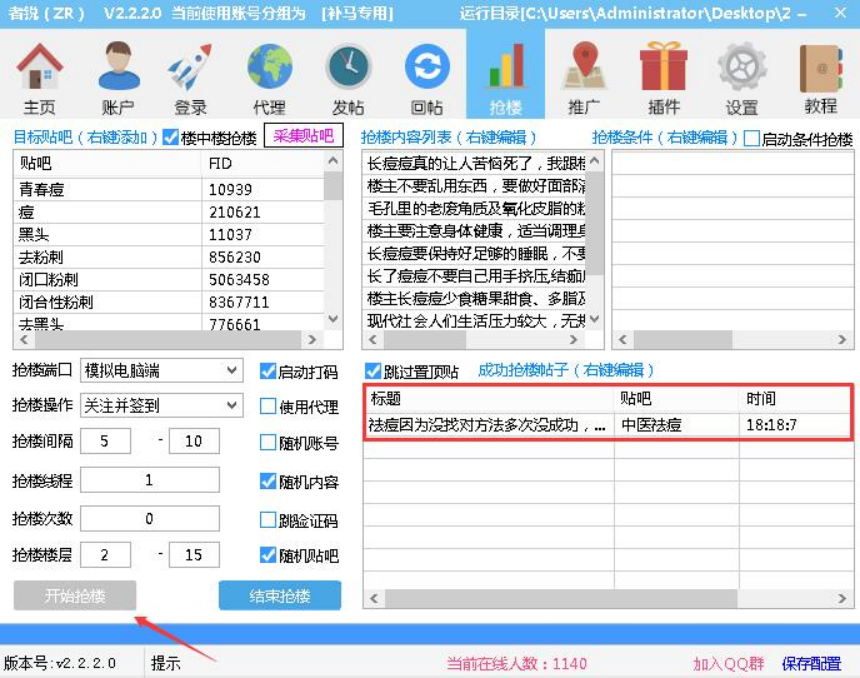 者锐（ZR） V2.2.2.0 当前使用账号分组为 [补马专用] 运行目录[C:\Users\Administrator\Desktop\2
主页 账户 登录 代理 发帖 回帖 抢楼 推广 插件 设置 教程
目标贴吧（右键添加） 楼中楼抢楼 采集贴吧 抢楼内容列表（右键编辑） 抢楼条件（右键编辑） 启动条件抢楼
贴吧 FID
青春痘 10939
痘 210621
黑头 11037
去粉刺 856230
闭口粉刺 5063458
闭合性粉刺 8367711
去黑头 776661
长痘痘真的让人苦恼死了，我跟
楼主不要乱用东西，要做好面部
毛孔里的老废角质及氧化皮脂的
楼主要注意身体健康，适当调理
长痘痘要保持好足够的睡眠，不要
长了痘痘不要自己用手挤压,结痂
楼主长痘痘少食糖果甜食、多脂及
现代社会人们生活压力较大，无
抢楼端口 模拟电脑端 启动打码
抢楼操作 关注并签到 使用代理
抢楼间隔 5 - 10 随机账号
抢楼线程 1 随机内容
抢楼次数 0 跳验证码
抢楼楼层 2 - 15 随机贴吧
开始抢楼 结束抢楼
跳过置顶贴 成功抢楼帖子（右键编辑）
标题 贴吧 时间
祛痘因为没找对方法多次没成功，... 中医祛痘 18:18:7
版本号:v2.2.2.0 提示 当前在线人数：1140 加入QQ群 保存配置